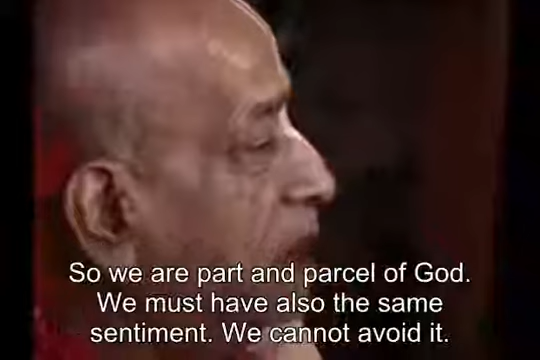 So we are part and parcel of God.
We must have also the same
sentiment. We cannot avoid it.